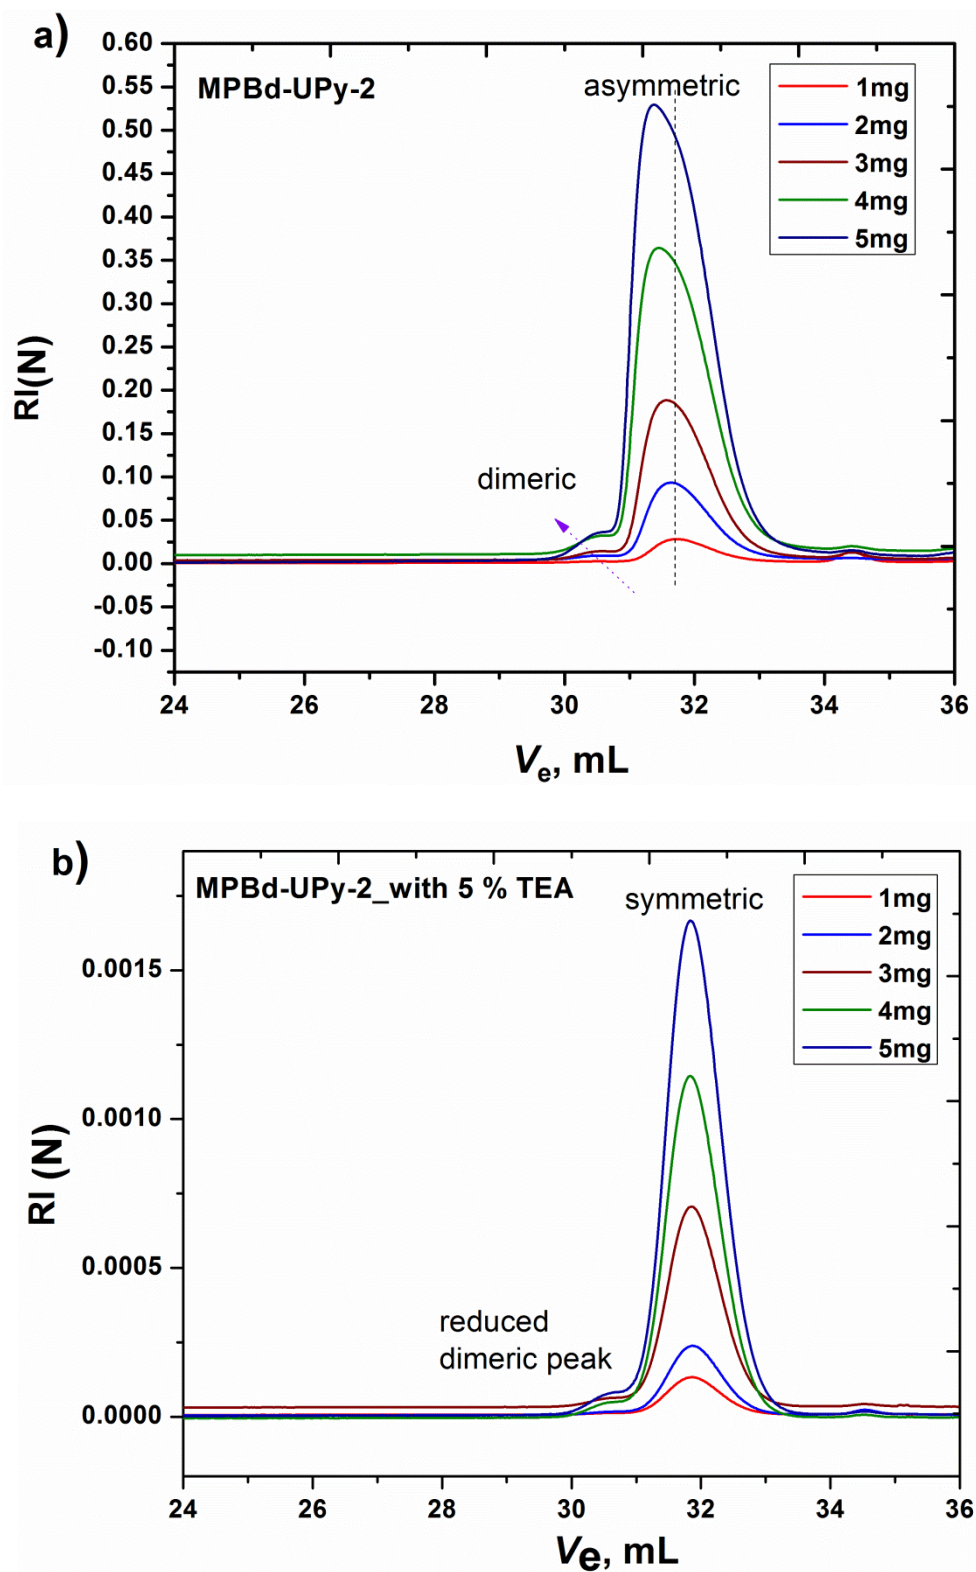 a)
MPBd-UPy-2
asymmetric
1mg
2mg
3mg
4mg
5mg
dimeric
RI(N)
0.60
0.55
0.50
0.45
0.40
0.35
0.30
0.25
0.20
0.15
0.10
0.05
0.00
-0.05
-0.10
24 26 28 30 32 34 36
Ve, mL
b)
MPBd-UPy-2_with 5 % TEA
symmetric
1mg
2mg
3mg
4mg
5mg
reduced
dimeric peak
RI (N)
0.0015
0.0010
0.0005
0.0000
24 26 28 30 32 34 36
Ve, mL